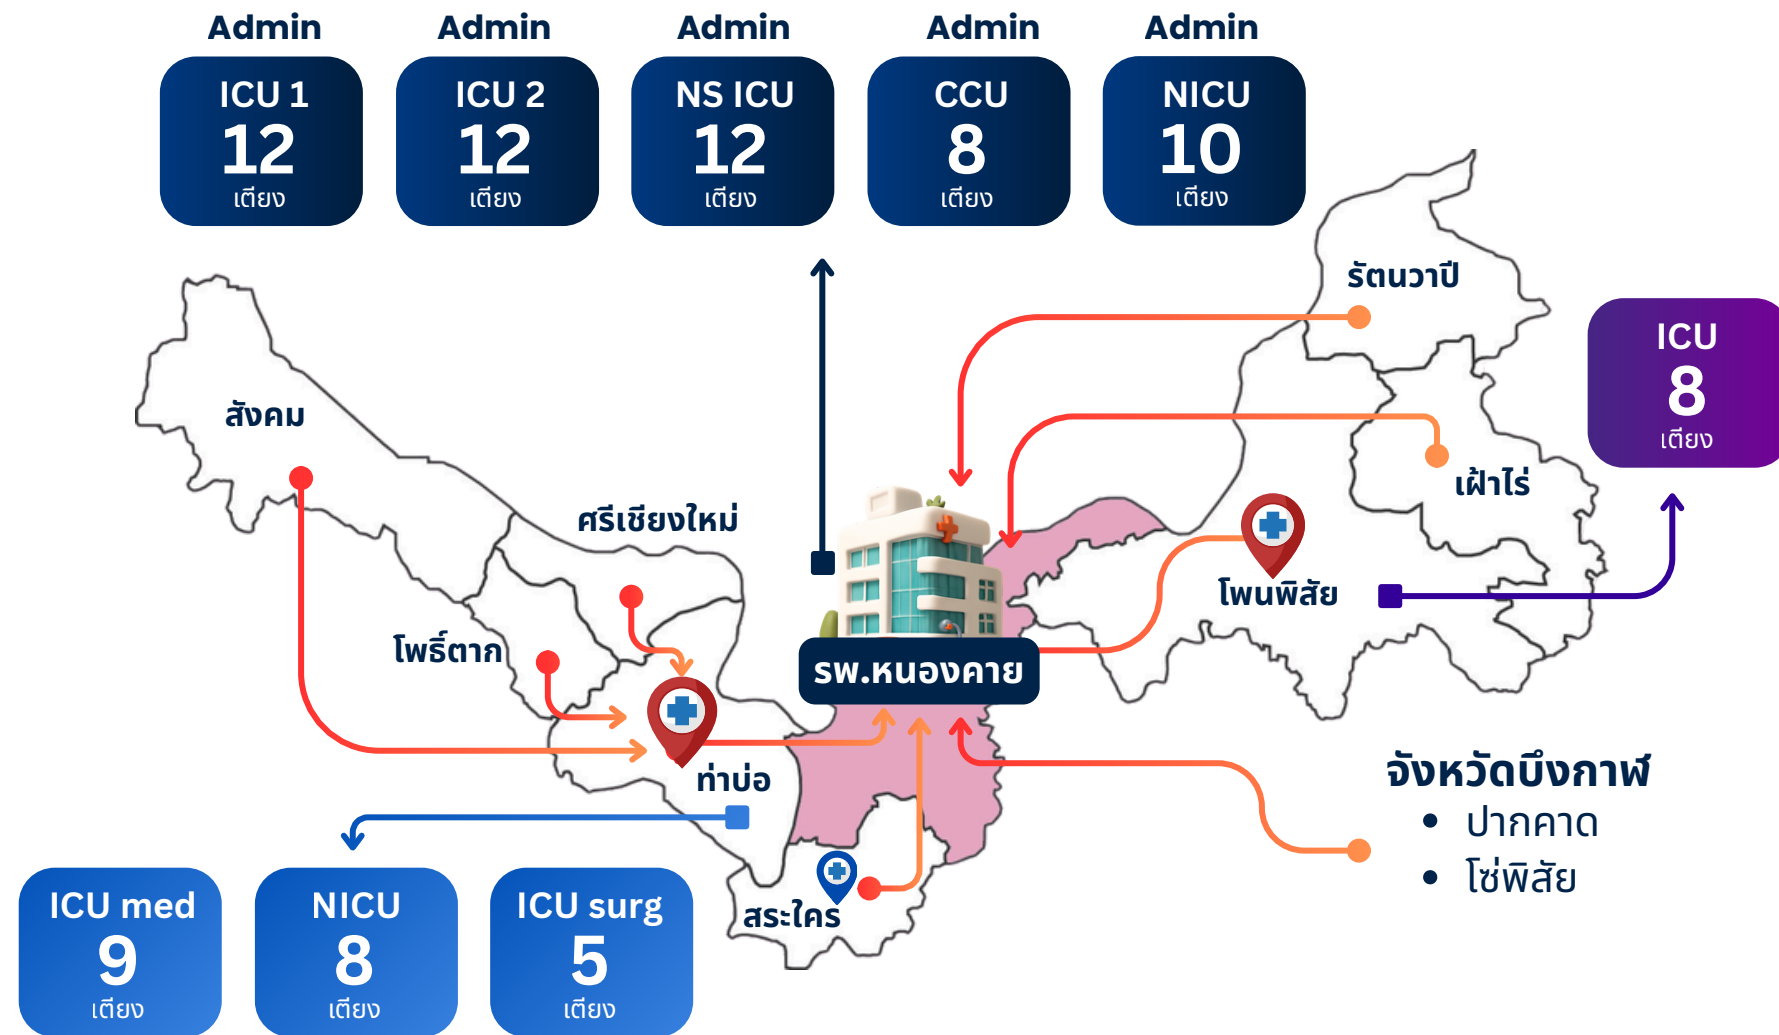 Admin
ICU 1
12
เตียง
Admin
ICU 2
12
เตียง
Admin
NS ICU
12
เตียง
Admin
CCU
8
เตียง
Admin
NICU
10
เตียง
รัตนวาปี
ICU
8
เตียง
สังคม
เฝ้าไร่
ศรีเชียงใหม่
โพนพิสัย
โพธิ์ตาก
รพ.หนองคาย
ท่าบ่อ
จังหวัดบึงกาฬ
• ปากคาด
• โซ่พิสัย
สระใคร
ICU med
9
เตียง
NICU
8
เตียง
ICU surg
5
เตียง